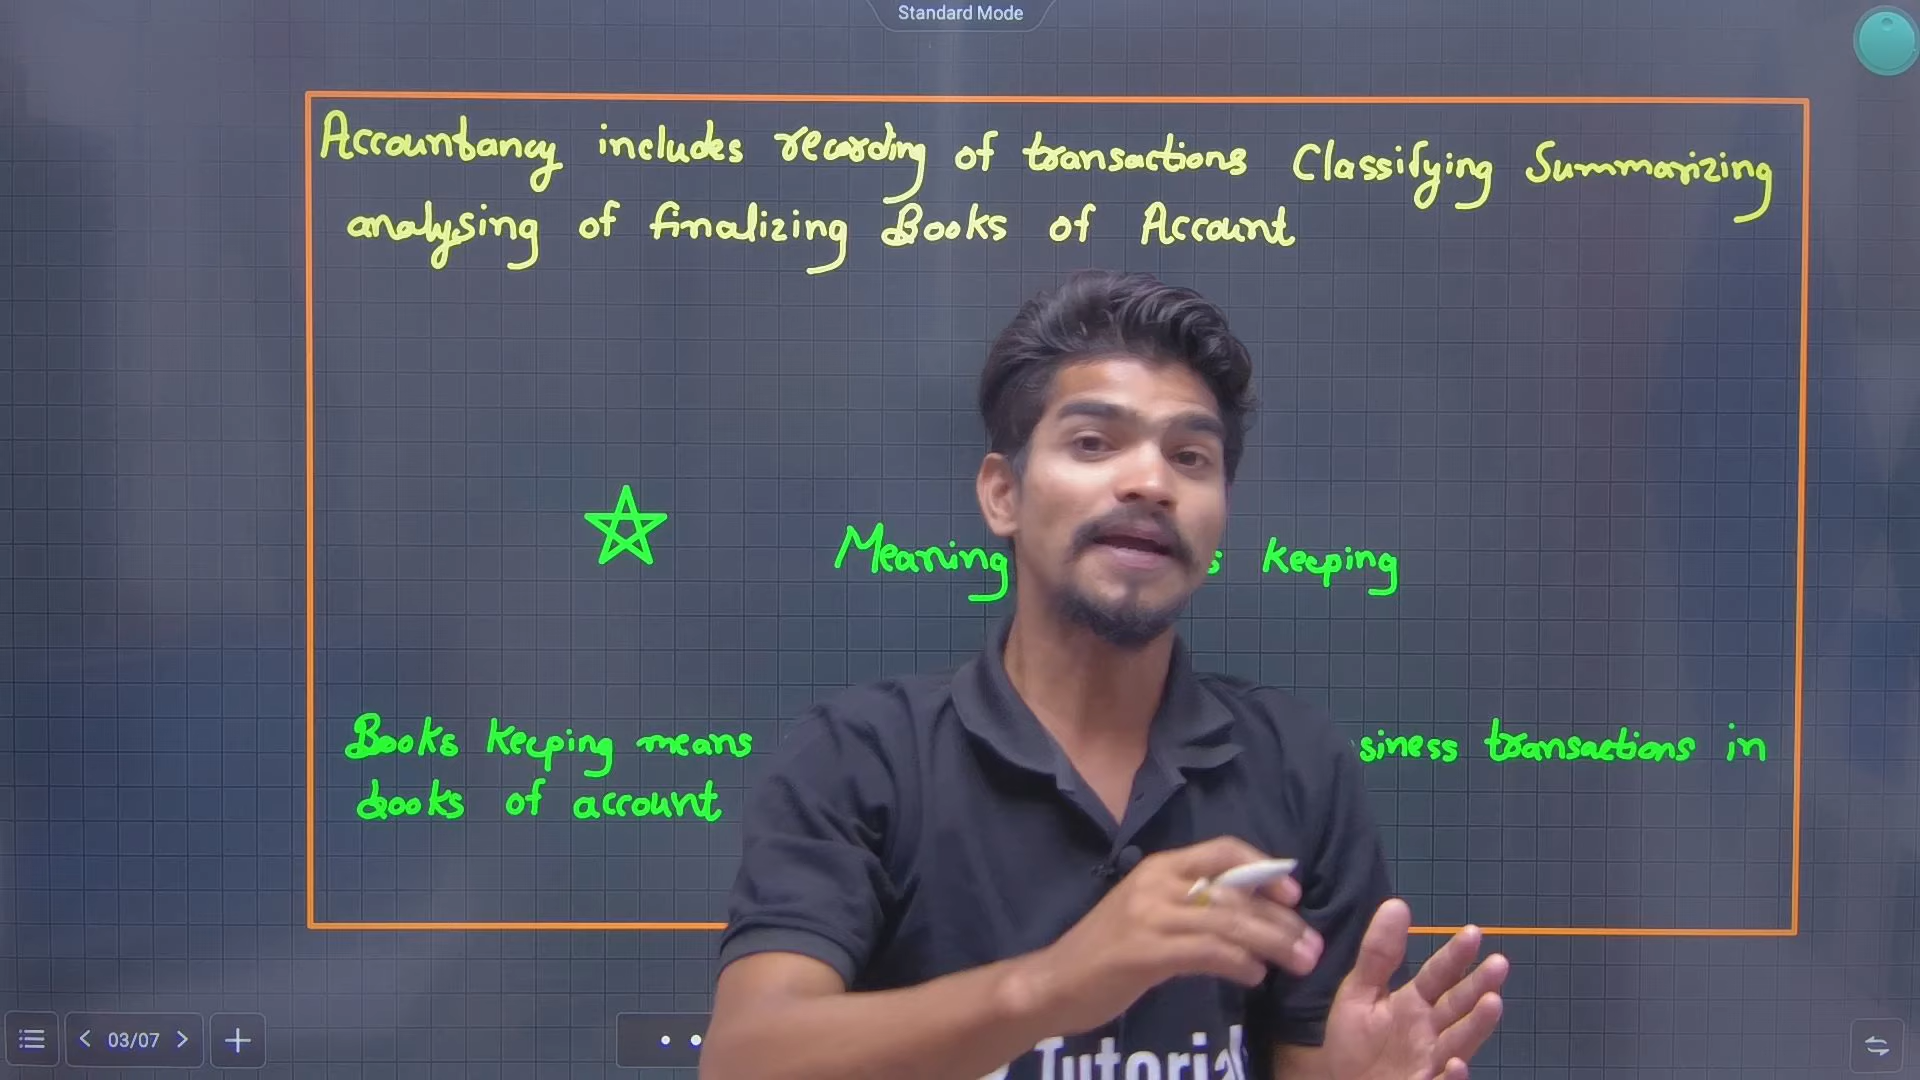 Standard Mode
Accountancy includes recording of transactions Classifying Summarizing
analysing of finalizing Books of Account
Meaning keeping
Books keeping means transactions in
books of account
03/07
Tutorial